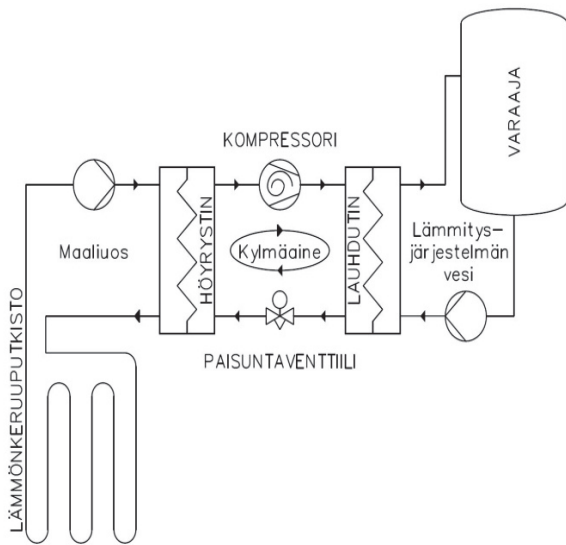 VARAAJA
KOMPRESSORI
HÖYRYSTIN
LAUHDUTIN
Maaliuos
Kylmäaine
Lämmitys-
järjestelmän
vesi
PAISUNTAVENTTIILI
LÄMMÖNKERUUPUTKISTO